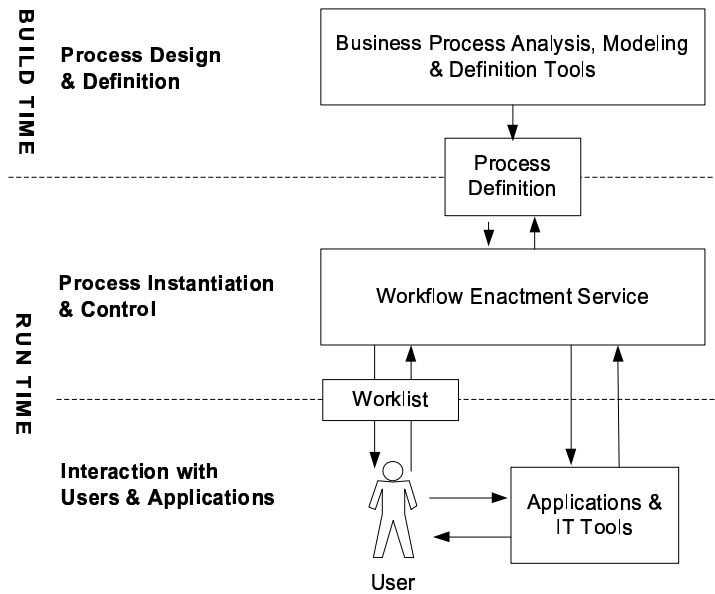 BUILD TIME
Process Design
& Definition
Business Process Analysis, Modeling
& Definition Tools
Process
Definition
RUN TIME
Process Instantiation
& Control
Workflow Enactment Service
Worklist
Interaction with
Users & Applications
Applications &
IT Tools
User